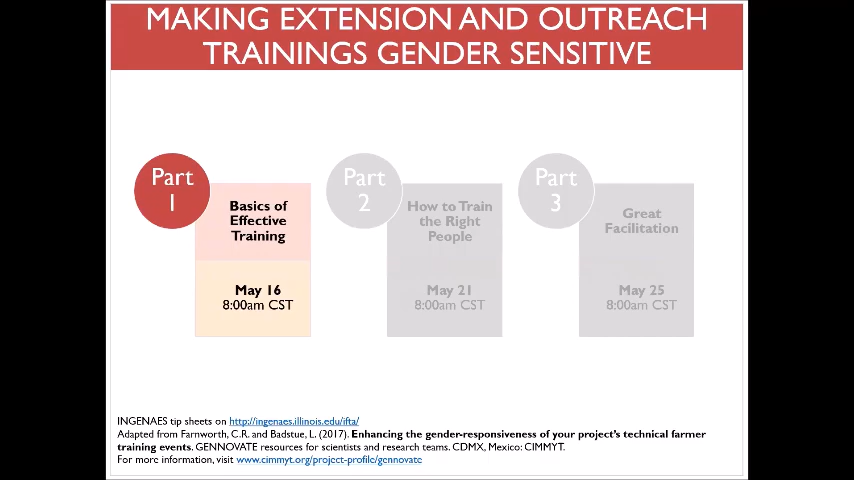 MAKING EXTENSION AND OUTREACH
TRAININGS GENDER SENSITIVE
Part
1
Basics of
Effective
Training
May 16
8:00am CST
Part
2
How to Train
the Right
People
May 21
8:00am CST
Part
3
Great
Facilitation
May 25
8:00am CST
INGENAES tip sheets on http://ingenaes.illinois.edu/ifta/
Adapted from Farnworth, C.R. and Badstue, L. (2017). Enhancing the gender-responsiveness of your project's technical farmer
training events. GENNOVATE resources for scientists and research teams. CDMX, Mexico: CIMMYT.
For more information, visit www.cimmyt.org/project-profile/gennovate